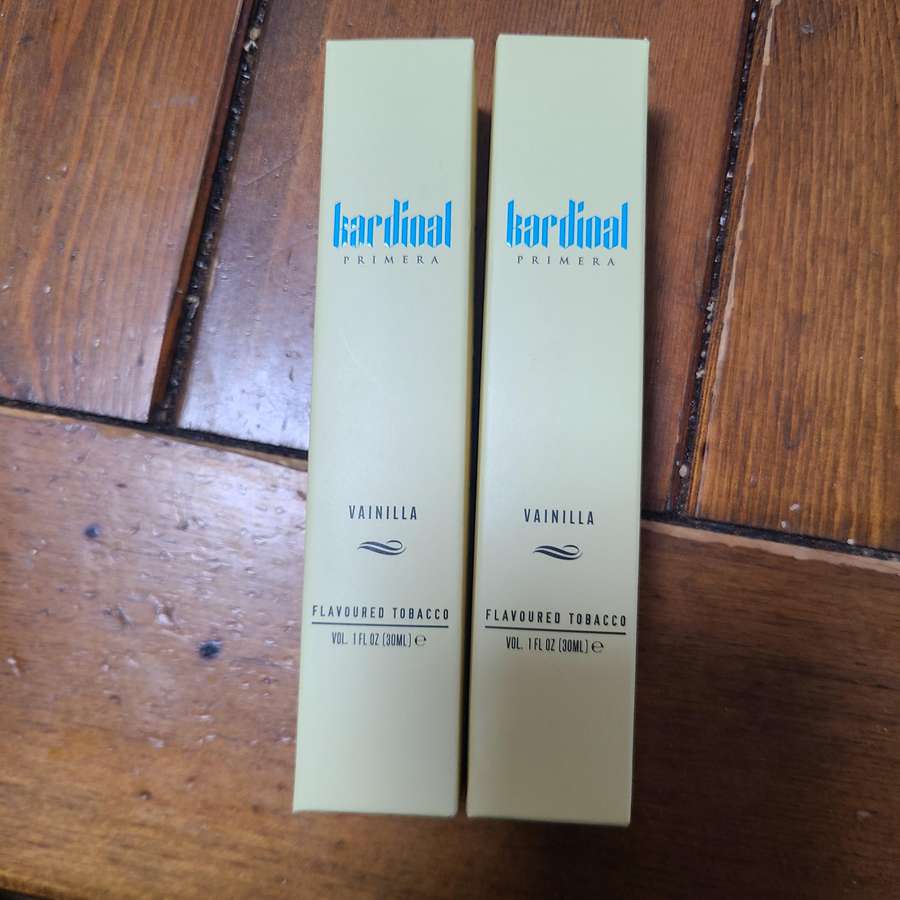 kardinal
PRIMERA
VAINILLA
FLAVOURED TOBACCO
VOL. 1 FL OZ (30ML) ℮
kardinal
PRIMERA
VAINILLA
FLAVOURED TOBACCO
VOL. 1 FL OZ (30ML) ℮